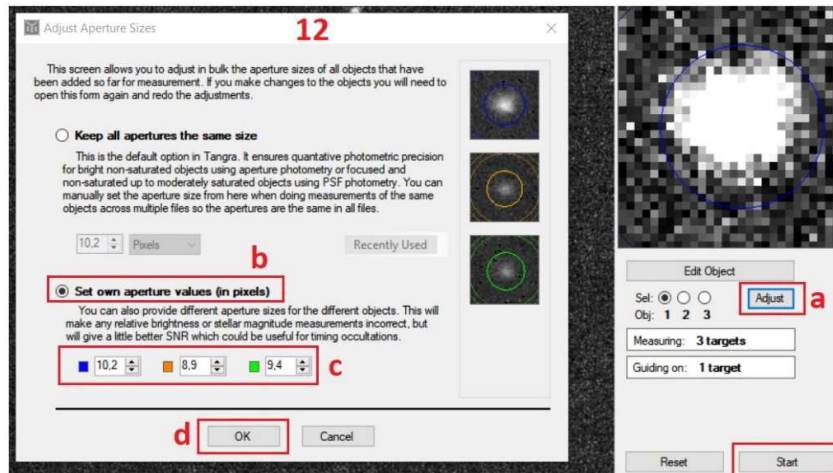 Adjust Aperture Sizes
12
This screen allows you to adjust in bulk the aperture sizes of all objects that have
been added so far for measurement. If you make changes to the objects you will need to
open this form again and redo the adjustments.
Keep all apertures the same size
This is the default option in Tangra. It ensures quantative photometric precision
for bright non-saturated objects using aperture photometry or focused and
non-saturated up to moderately saturated objects using PSF photometry. You can
manually set the aperture size from here when doing measurements of the same
objects across multiple files so the apertures are the same in all files.
10,2 Pixels Recently Used
b
Set own aperture values (in pixels)
You can also provide different aperture sizes for the different objects. This will
make any relative brightness or stellar magnitude measurements incorrect, but
will give a little better SNR which could be useful for timing occultations.
10,2 8,9 9,4 c
d OK Cancel
Edit Object
Sel: Adjust a
Obj: 1 2 3
Measuring: 3 targets
Guiding on: 1 target
Reset Start